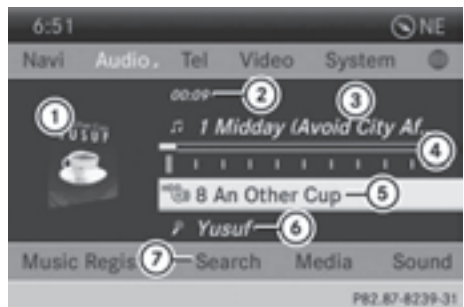 6:51 NE
Navi Audio Tel Video System
1 YUSUF
00:09 2
3
1 Midday (Avoid City Af...
4
8 An Other Cup 5
Yusuf 6
Music Regis 7 Search Media Sound
P82.87-8239-31